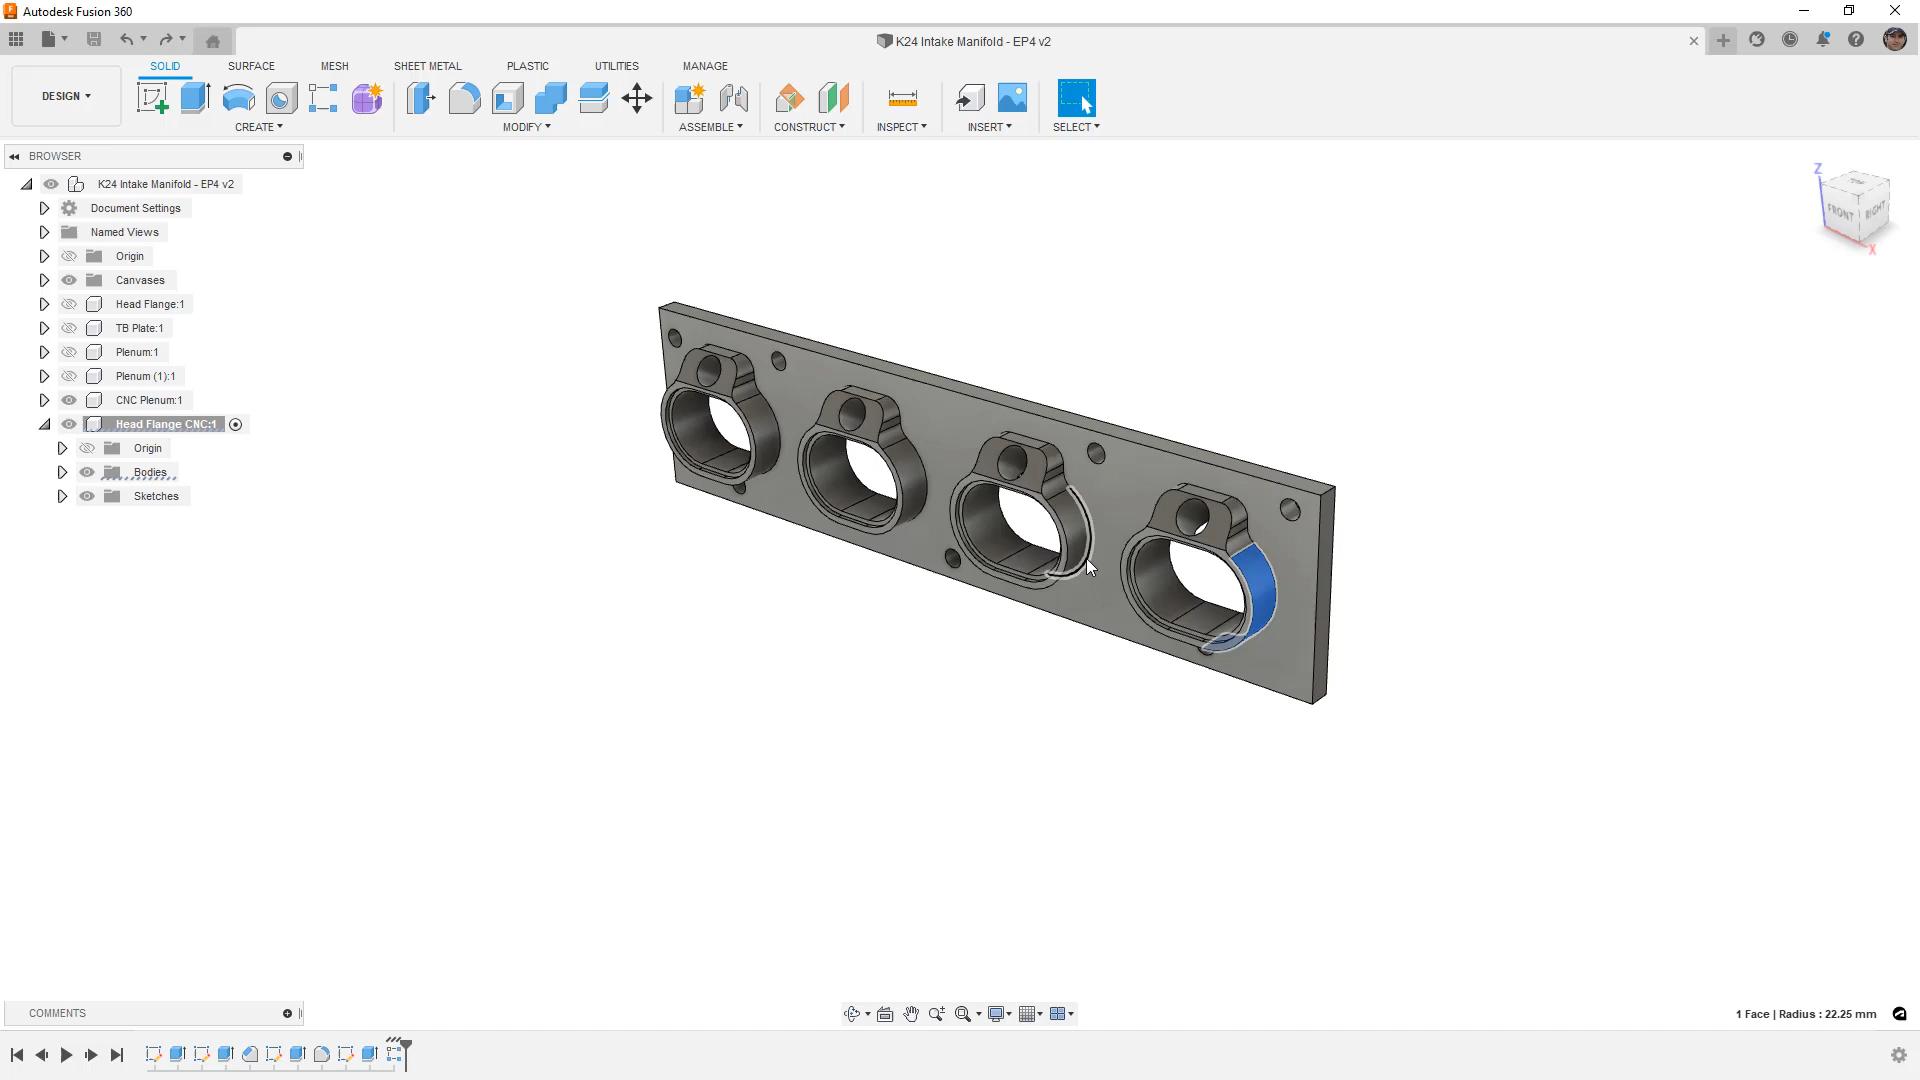 Autodesk Fusion 360
K24 Intake Manifold - EP4 v2
DESIGN
SOLID
SURFACE
MESH
SHEET METAL
PLASTIC
UTILITIES
MANAGE
CREATE
MODIFY
ASSEMBLE
CONSTRUCT
INSPECT
INSERT
SELECT
BROWSER
K24 Intake Manifold - EP4 v2
Document Settings
Named Views
Origin
Canvases
Head Flange:1
TB Plate:1
Plenum:1
Plenum (1):1
CNC Plenum:1
Head Flange CNC:1
Origin
Bodies
Sketches
Z
FRONT
RIGHT
X
COMMENTS
1 Face | Radius : 22.25 mm